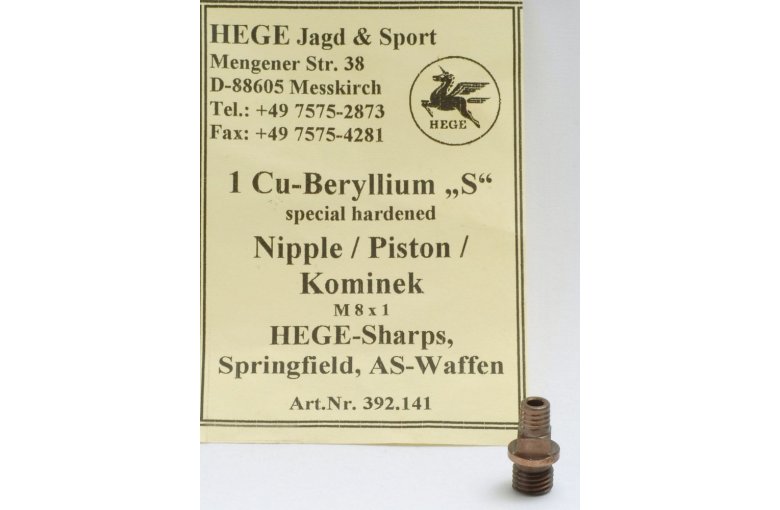 HEGE Jagd & Sport
Mengener Str. 38
D-88605 Messkirch
Tel.: +49 7575-2873
Fax: +49 7575-4281
HEGE
1 Cu-Beryllium „S“
special hardened
Nipple / Piston /
Kominek
M 8 x 1
HEGE-Sharps,
Springfield, AS-Waffen
Art.Nr. 392.141